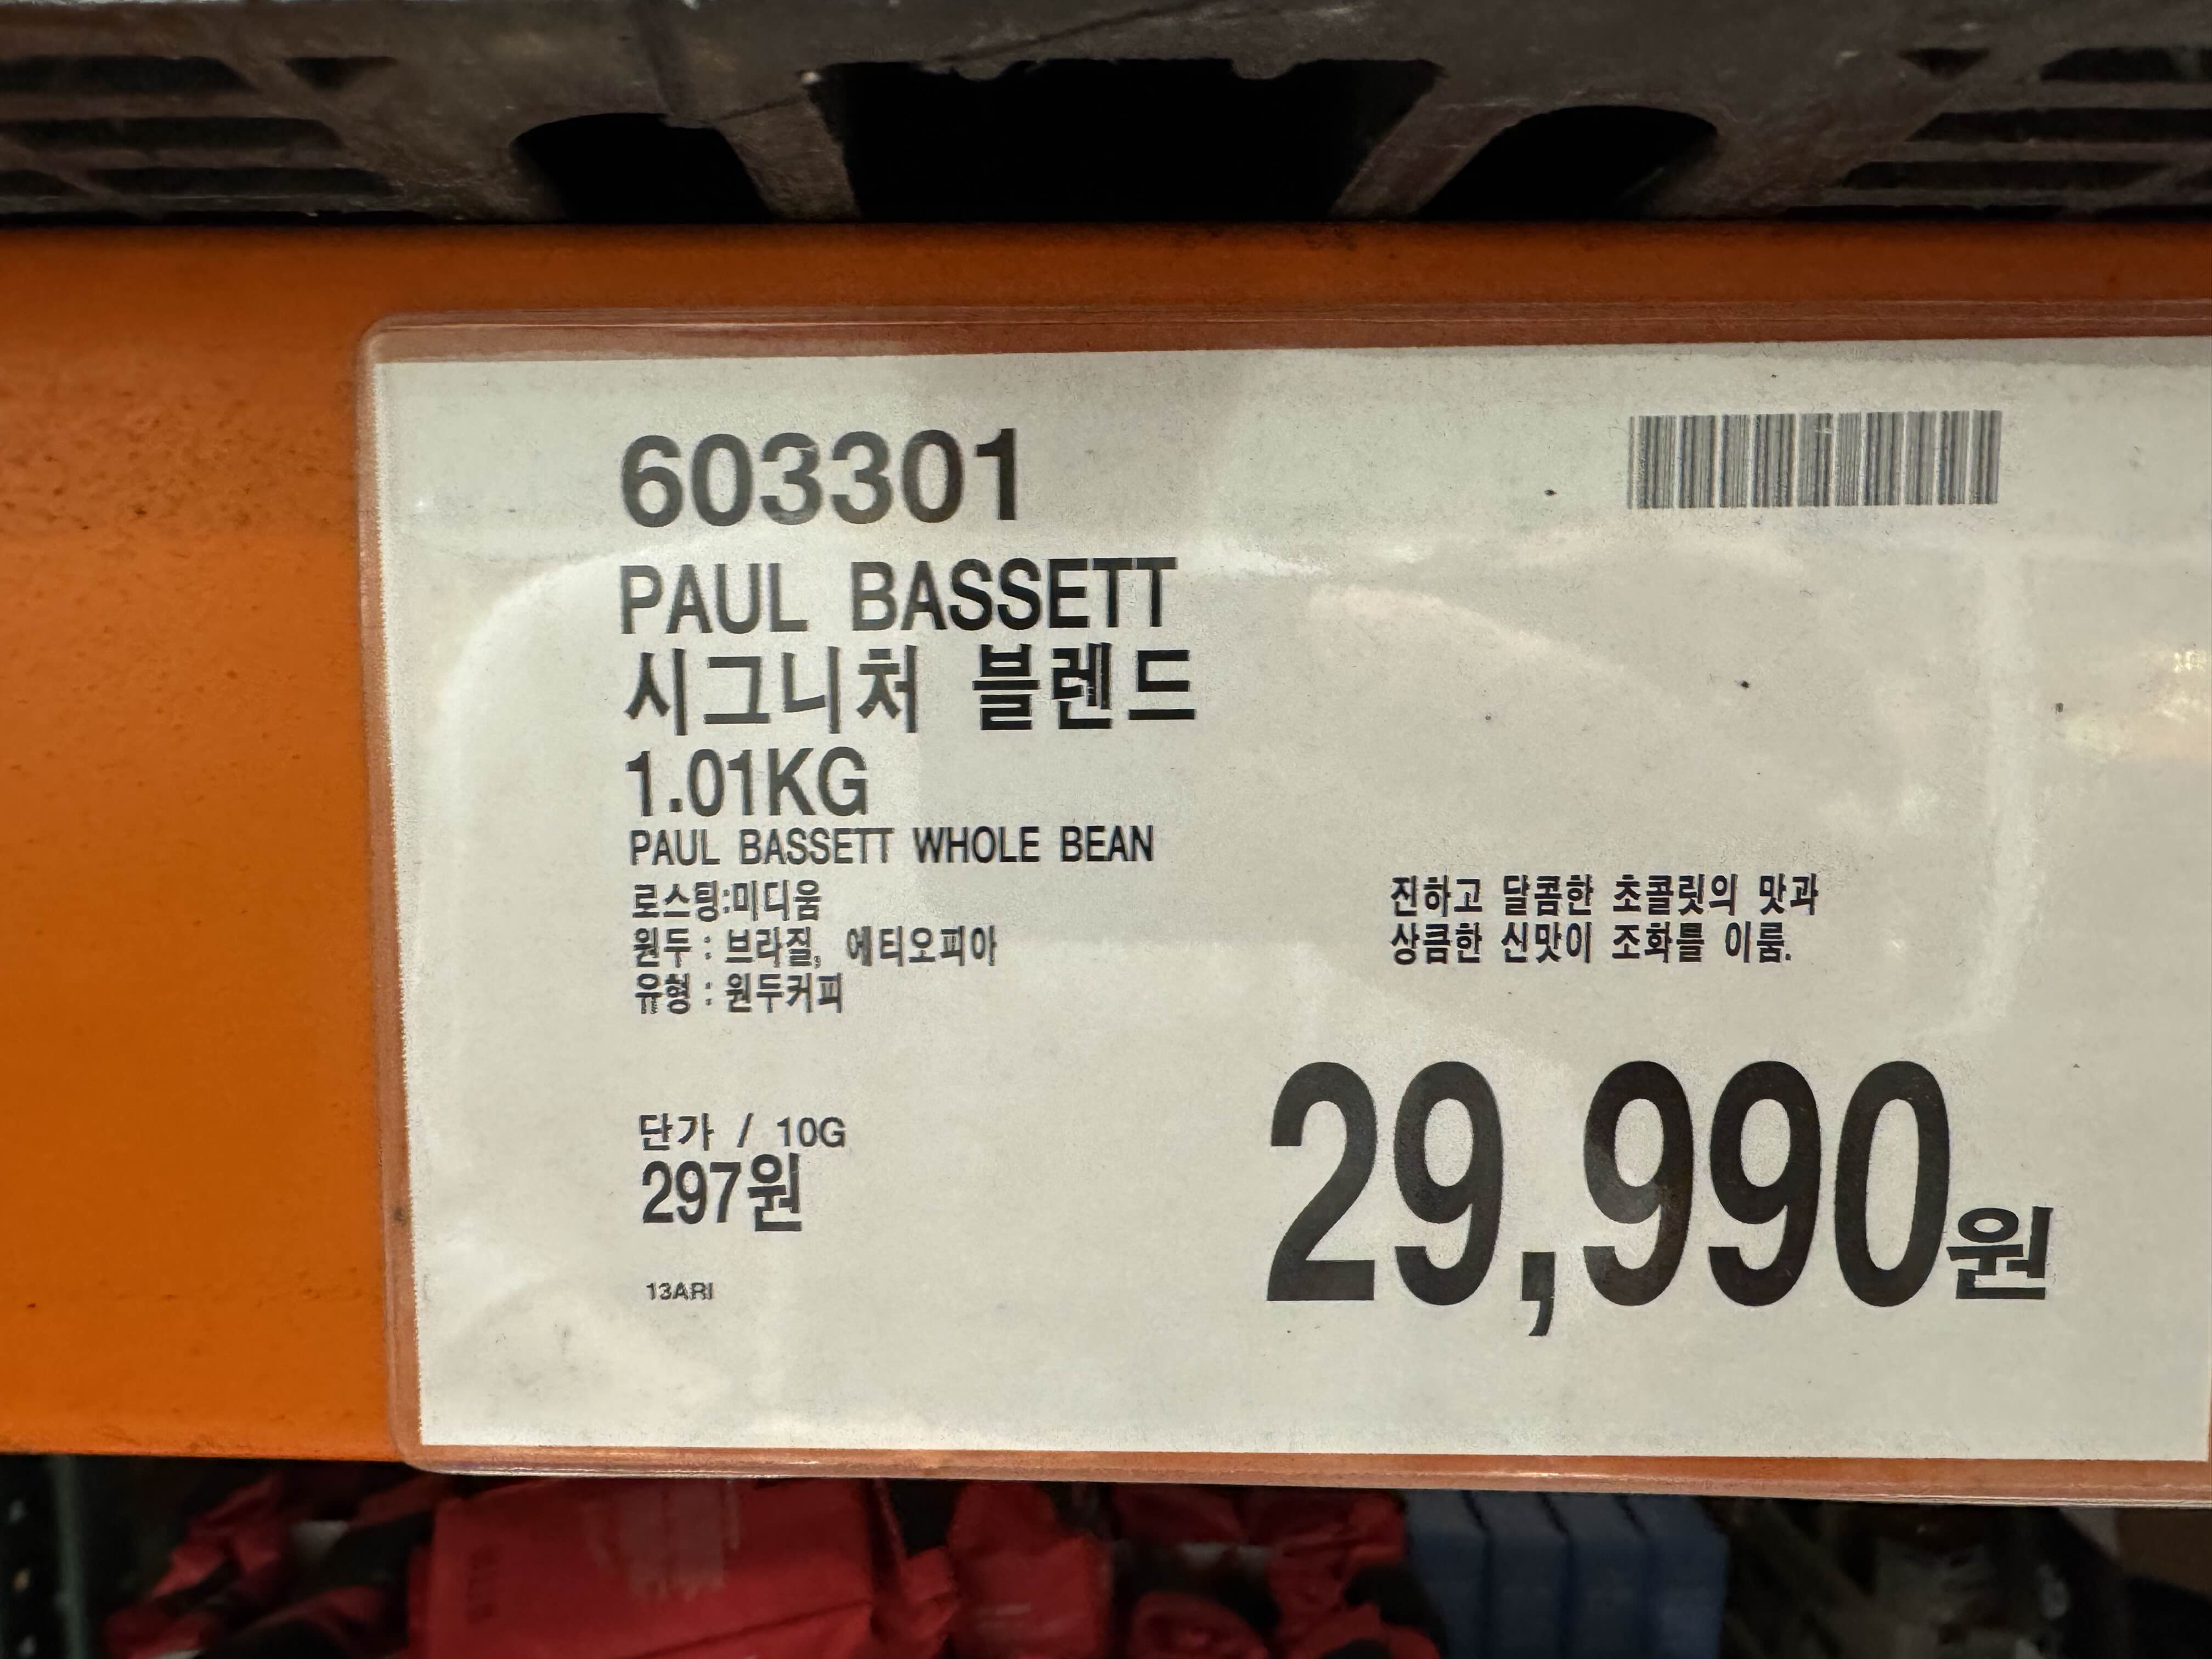 603301
PAUL BASSETT
시그니처 블렌드
1.01KG
PAUL BASSETT WHOLE BEAN
로스팅:미디움
원두 : 브라질, 에티오피아
유형 : 원두커피
진하고 달콤한 초콜릿의 맛과
상큼한 신맛이 조화를 이룸.
단가 / 10G
297원
29,990원
13ARI